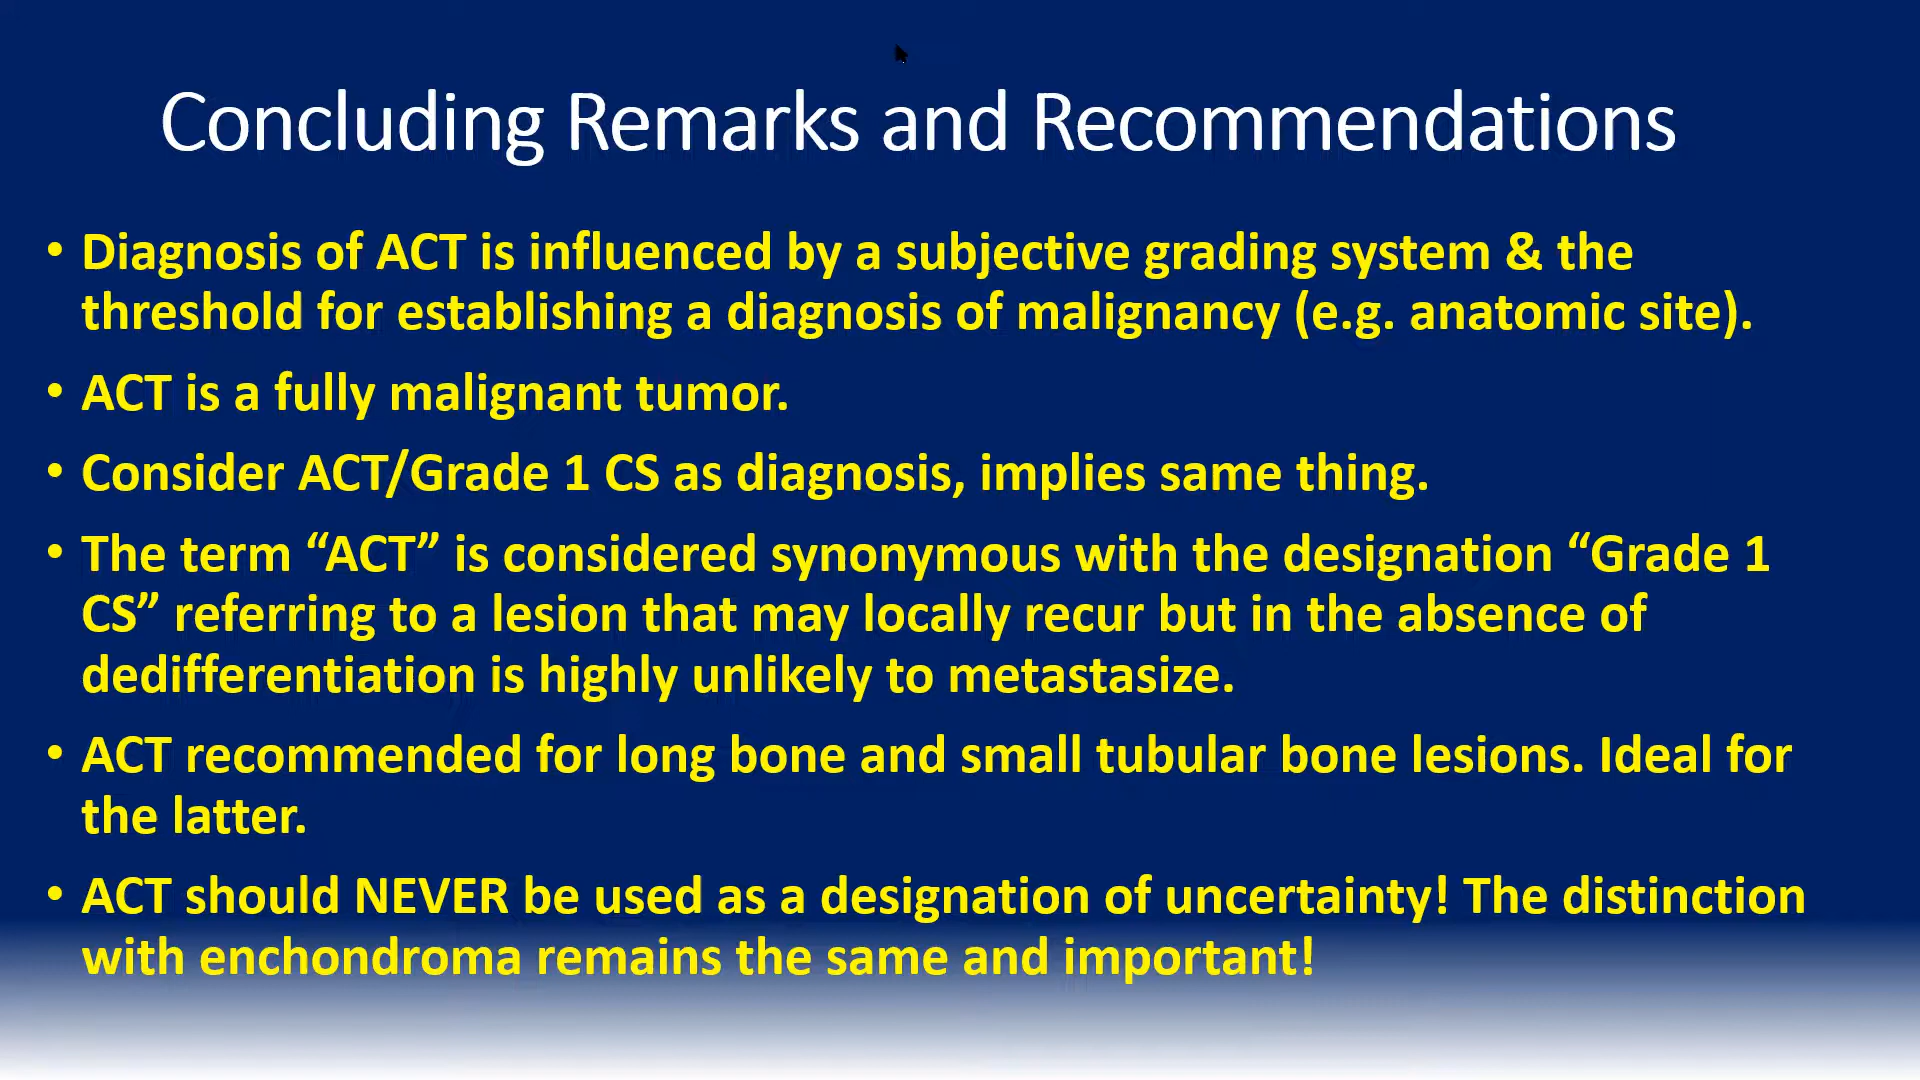 Concluding Remarks and Recommendations
• Diagnosis of ACT is influenced by a subjective grading system & the
threshold for establishing a diagnosis of malignancy (e.g. anatomic site).
• ACT is a fully malignant tumor.
• Consider ACT/Grade 1 CS as diagnosis, implies same thing.
• The term “ACT” is considered synonymous with the designation “Grade 1
CS” referring to a lesion that may locally recur but in the absence of
dedifferentiation is highly unlikely to metastasize.
• ACT recommended for long bone and small tubular bone lesions. Ideal for
the latter.
• ACT should NEVER be used as a designation of uncertainty! The distinction
with enchondroma remains the same and important!